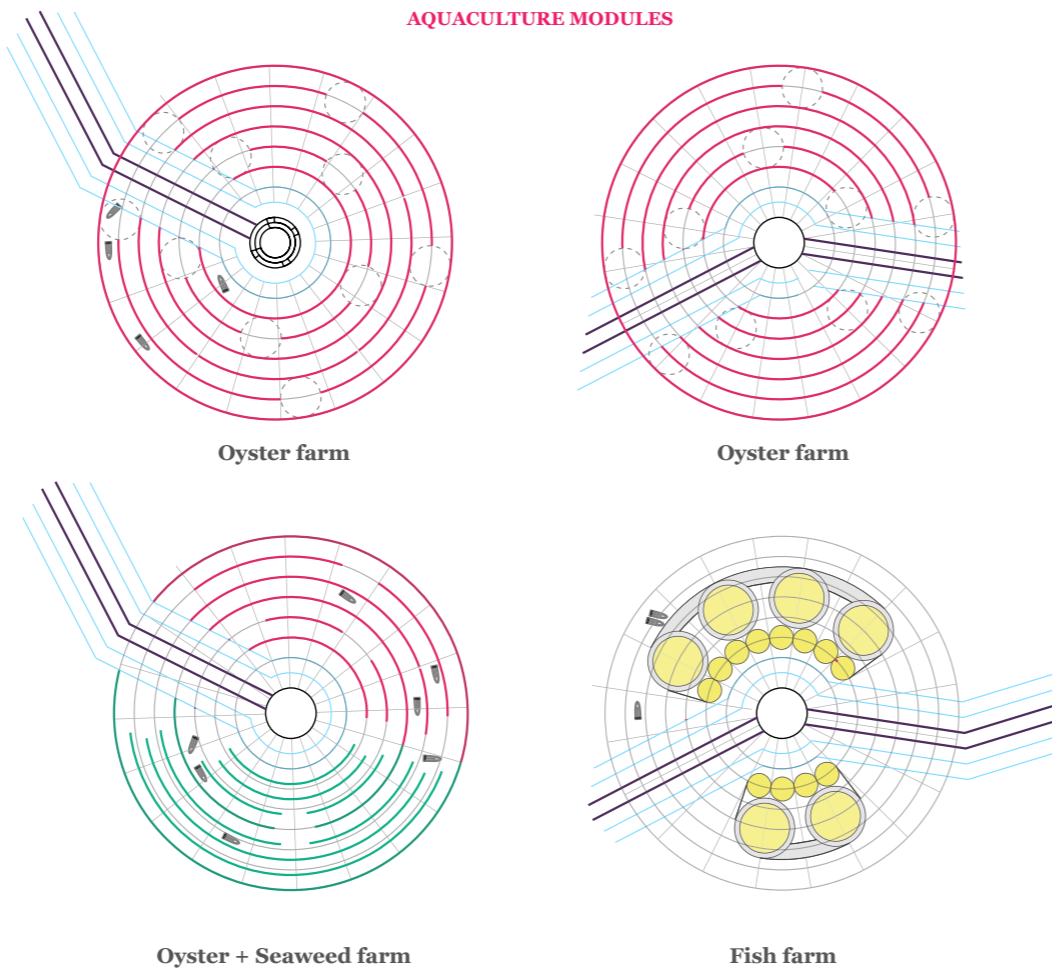 AQUACULTURE MODULES
Oyster farm
Oyster farm
Oyster + Seaweed farm
Fish farm